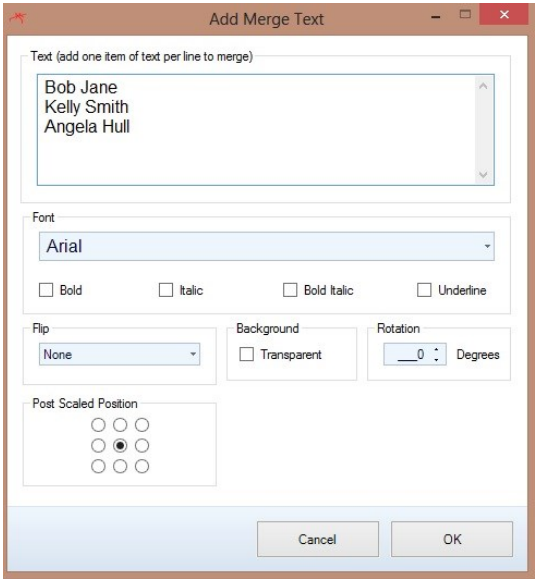 Add Merge Text
Text (add one item of text per line to merge)
Bob Jane
Kelly Smith
Angela Hull
Font
Arial
Bold Italic Bold Italic Underline
Flip Background Rotation
None Transparent __0 Degrees
Post Scaled Position
Cancel OK